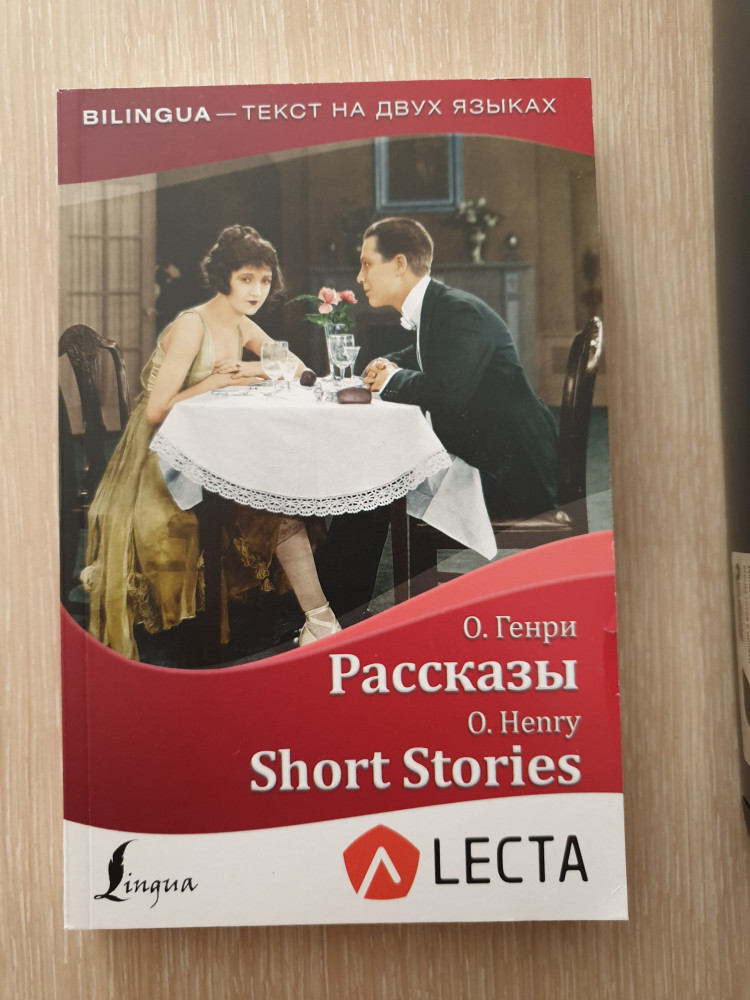 BILINGUA — ТЕКСТ НА ДВУХ ЯЗЫКАХ
О. Генри
Рассказы
O. Henry
Short Stories
Lingua
LECTA